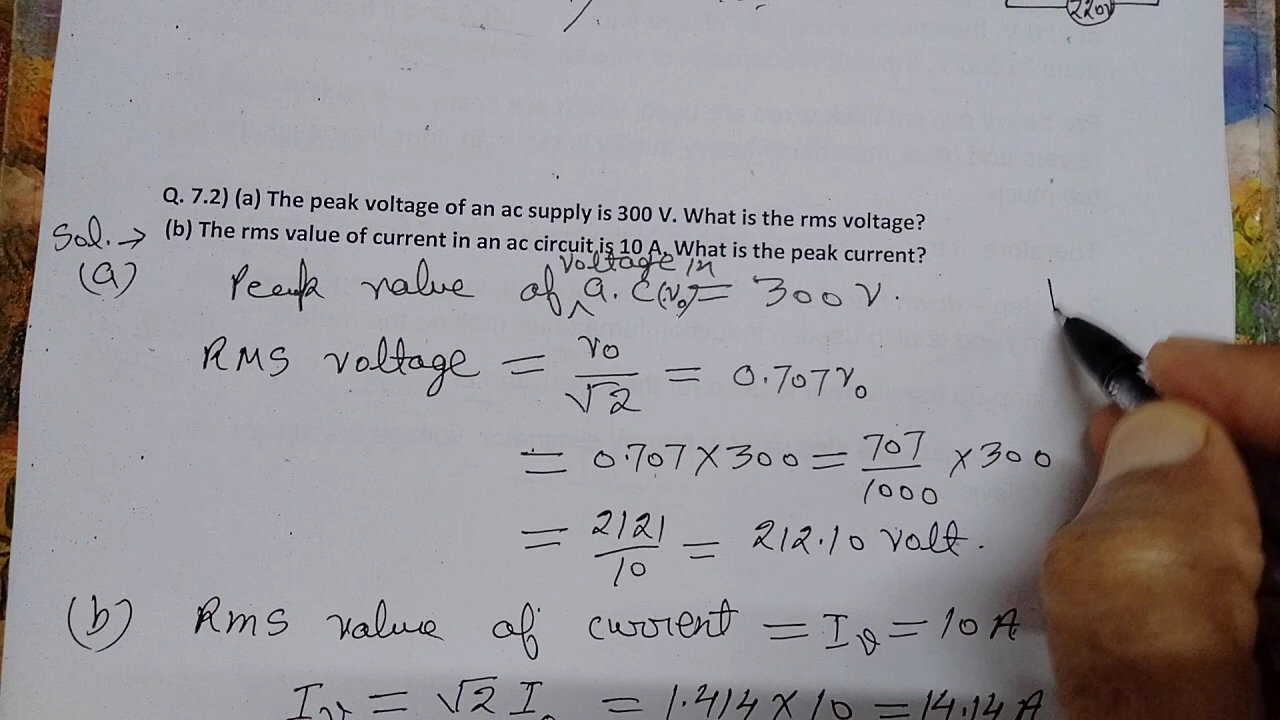 220v
Q. 7.2) (a) The peak voltage of an ac supply is 300 V. What is the rms voltage?
Sol. → (b) The rms value of current in an ac circuit is 10 A. What is the peak current?
voltage in
(a) Peak value of ^ a.c(v₀) = 300 V.
RMS voltage = v₀/√2 = 0.707 v₀
= 0.707 × 300 = 707/1000 × 300
= 2121/10 = 212.10 volt.
(b) Rms value of current = Iᵥ = 10 A
Iᵥ = √2 I₀ = 1.414 × 10 = 14.14 A